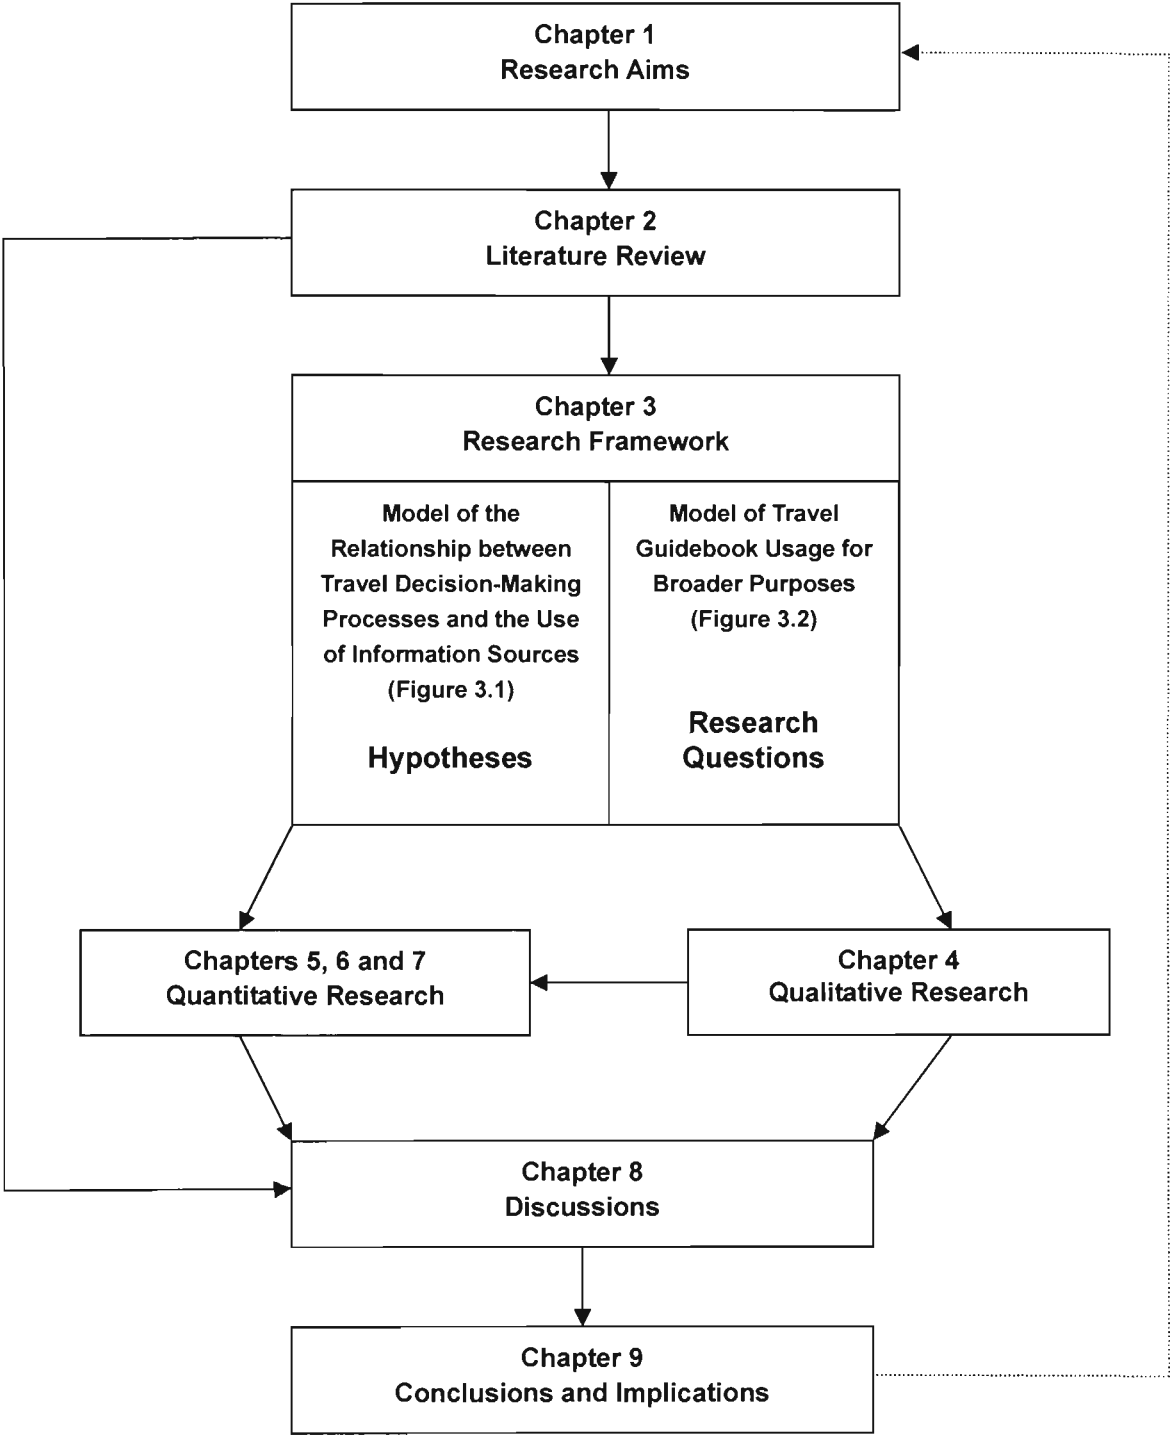 Chapter 1
Research Aims
Chapter 2
Literature Review
Chapter 3
Research Framework
Model of the
Relationship between
Travel Decision-Making
Processes and the Use
of Information Sources
(Figure 3.1)
Hypotheses
Model of Travel
Guidebook Usage for
Broader Purposes
(Figure 3.2)
Research
Questions
Chapters 5, 6 and 7
Quantitative Research
Chapter 4
Qualitative Research
Chapter 8
Discussions
Chapter 9
Conclusions and Implications